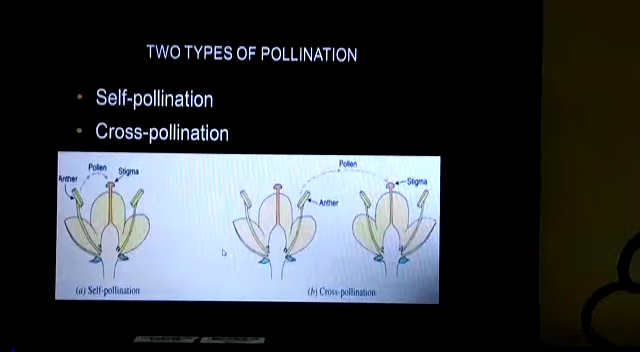 TWO TYPES OF POLLINATION
• Self-pollination
• Cross-pollination
Pollen
Stigma
Anther
(a) Self-pollination
Pollen
Stigma
Anther
(b) Cross-pollination